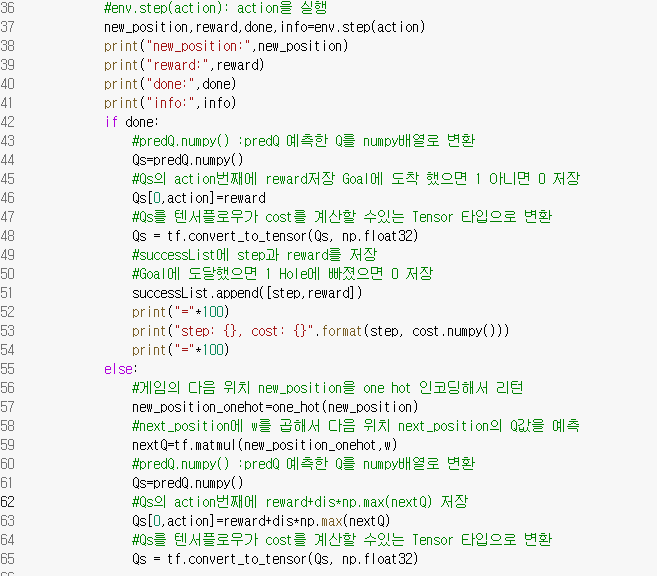 36 #env.step(action): action을 실행
37 new_position,reward,done,info=env.step(action)
38 print("new_position:",new_position)
39 print("reward:",reward)
40 print("done:",done)
41 print("info:",info)
42 if done:
43 #predQ.numpy() :predQ 예측한 Q를 numpy배열로 변환
44 Qs=predQ.numpy()
45 #Qs의 action번째에 reward저장 Goal에 도착 했으면 1 아니면 0 저장
46 Qs[0,action]=reward
47 #Qs를 텐서플로우가 cost를 계산할 수있는 Tensor 타입으로 변환
48 Qs = tf.convert_to_tensor(Qs, np.float32)
49 #successList에 step과 reward를 저장
50 #Goal에 도달했으면 1 Hole에 빠졌으면 0 저장
51 successList.append([step,reward])
52 print("="*100)
53 print("step: {}, cost: {}".format(step, cost.numpy()))
54 print("="*100)
55 else:
56 #게임의 다음 위치 new_position을 one hot 인코딩해서 리턴
57 new_position_onehot=one_hot(new_position)
58 #next_position에 w를 곱해서 다음 위치 next_position의 Q값을 예측
59 nextQ=tf.matmul(new_position_onehot,w)
60 #predQ.numpy() :predQ 예측한 Q를 numpy배열로 변환
61 Qs=predQ.numpy()
62 #Qs의 action번째에 reward+dis*np.max(nextQ) 저장
63 Qs[0,action]=reward+dis*np.max(nextQ)
64 #Qs를 텐서플로우가 cost를 계산할 수있는 Tensor 타입으로 변환
65 Qs = tf.convert_to_tensor(Qs, np.float32)